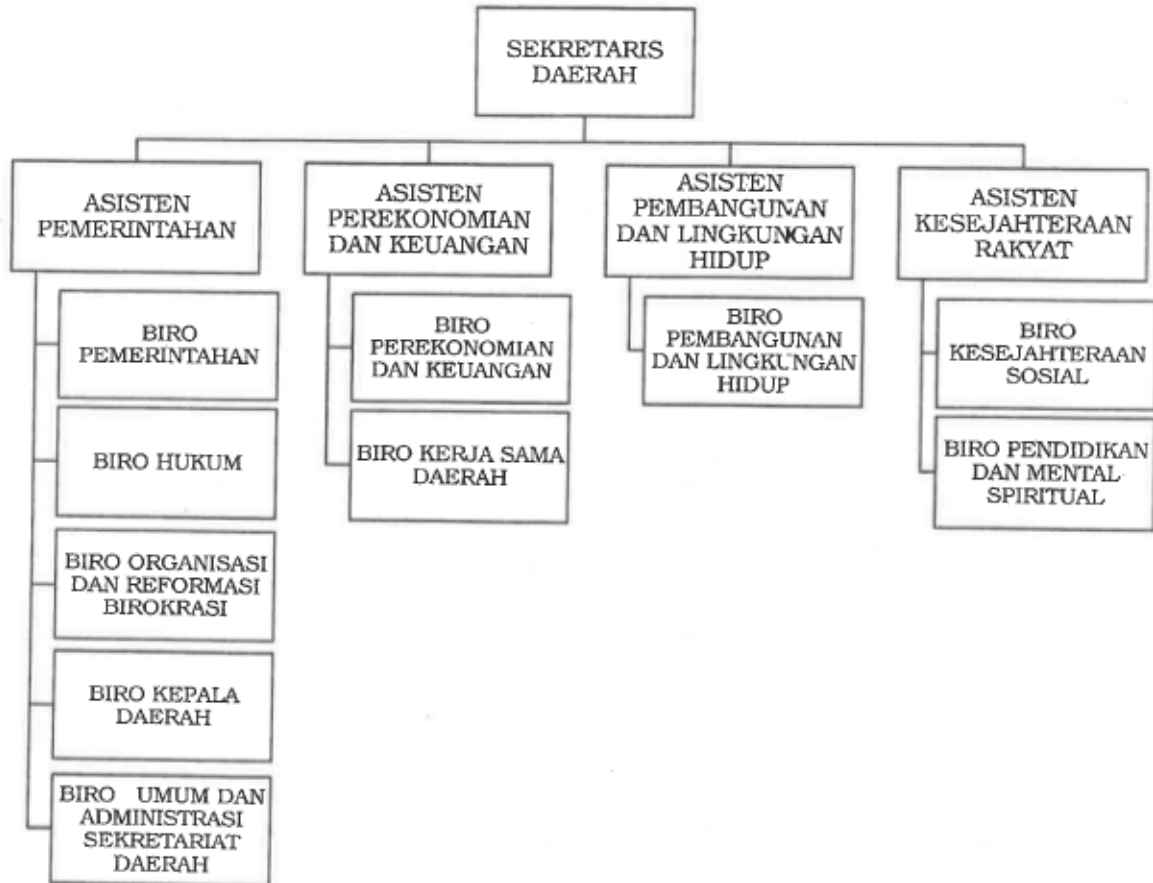 SEKRETARIS
DAERAH
ASISTEN
PEMERINTAHAN
ASISTEN
PEREKONOMIAN
DAN KEUANGAN
ASISTEN
PEMBANGUNAN
DAN LINGKUNGAN
HIDUP
ASISTEN
KESEJAHTERAAN
RAKYAT
BIRO
PEMERINTAHAN
BIRO HUKUM
BIRO ORGANISASI
DAN REFORMASI
BIROKRASI
BIRO KEPALA
DAERAH
BIRO UMUM DAN
ADMINISTRASI
SEKRETARIAT
DAERAH
BIRO
PEREKONOMIAN
DAN KEUANGAN
BIRO KERJA SAMA
DAERAH
BIRO
PEMBANGUNAN
DAN LINGKUNGAN
HIDUP
BIRO
KESEJAHTERAAN
SOSIAL
BIRO PENDIDIKAN
DAN MENTAL
SPIRITUAL